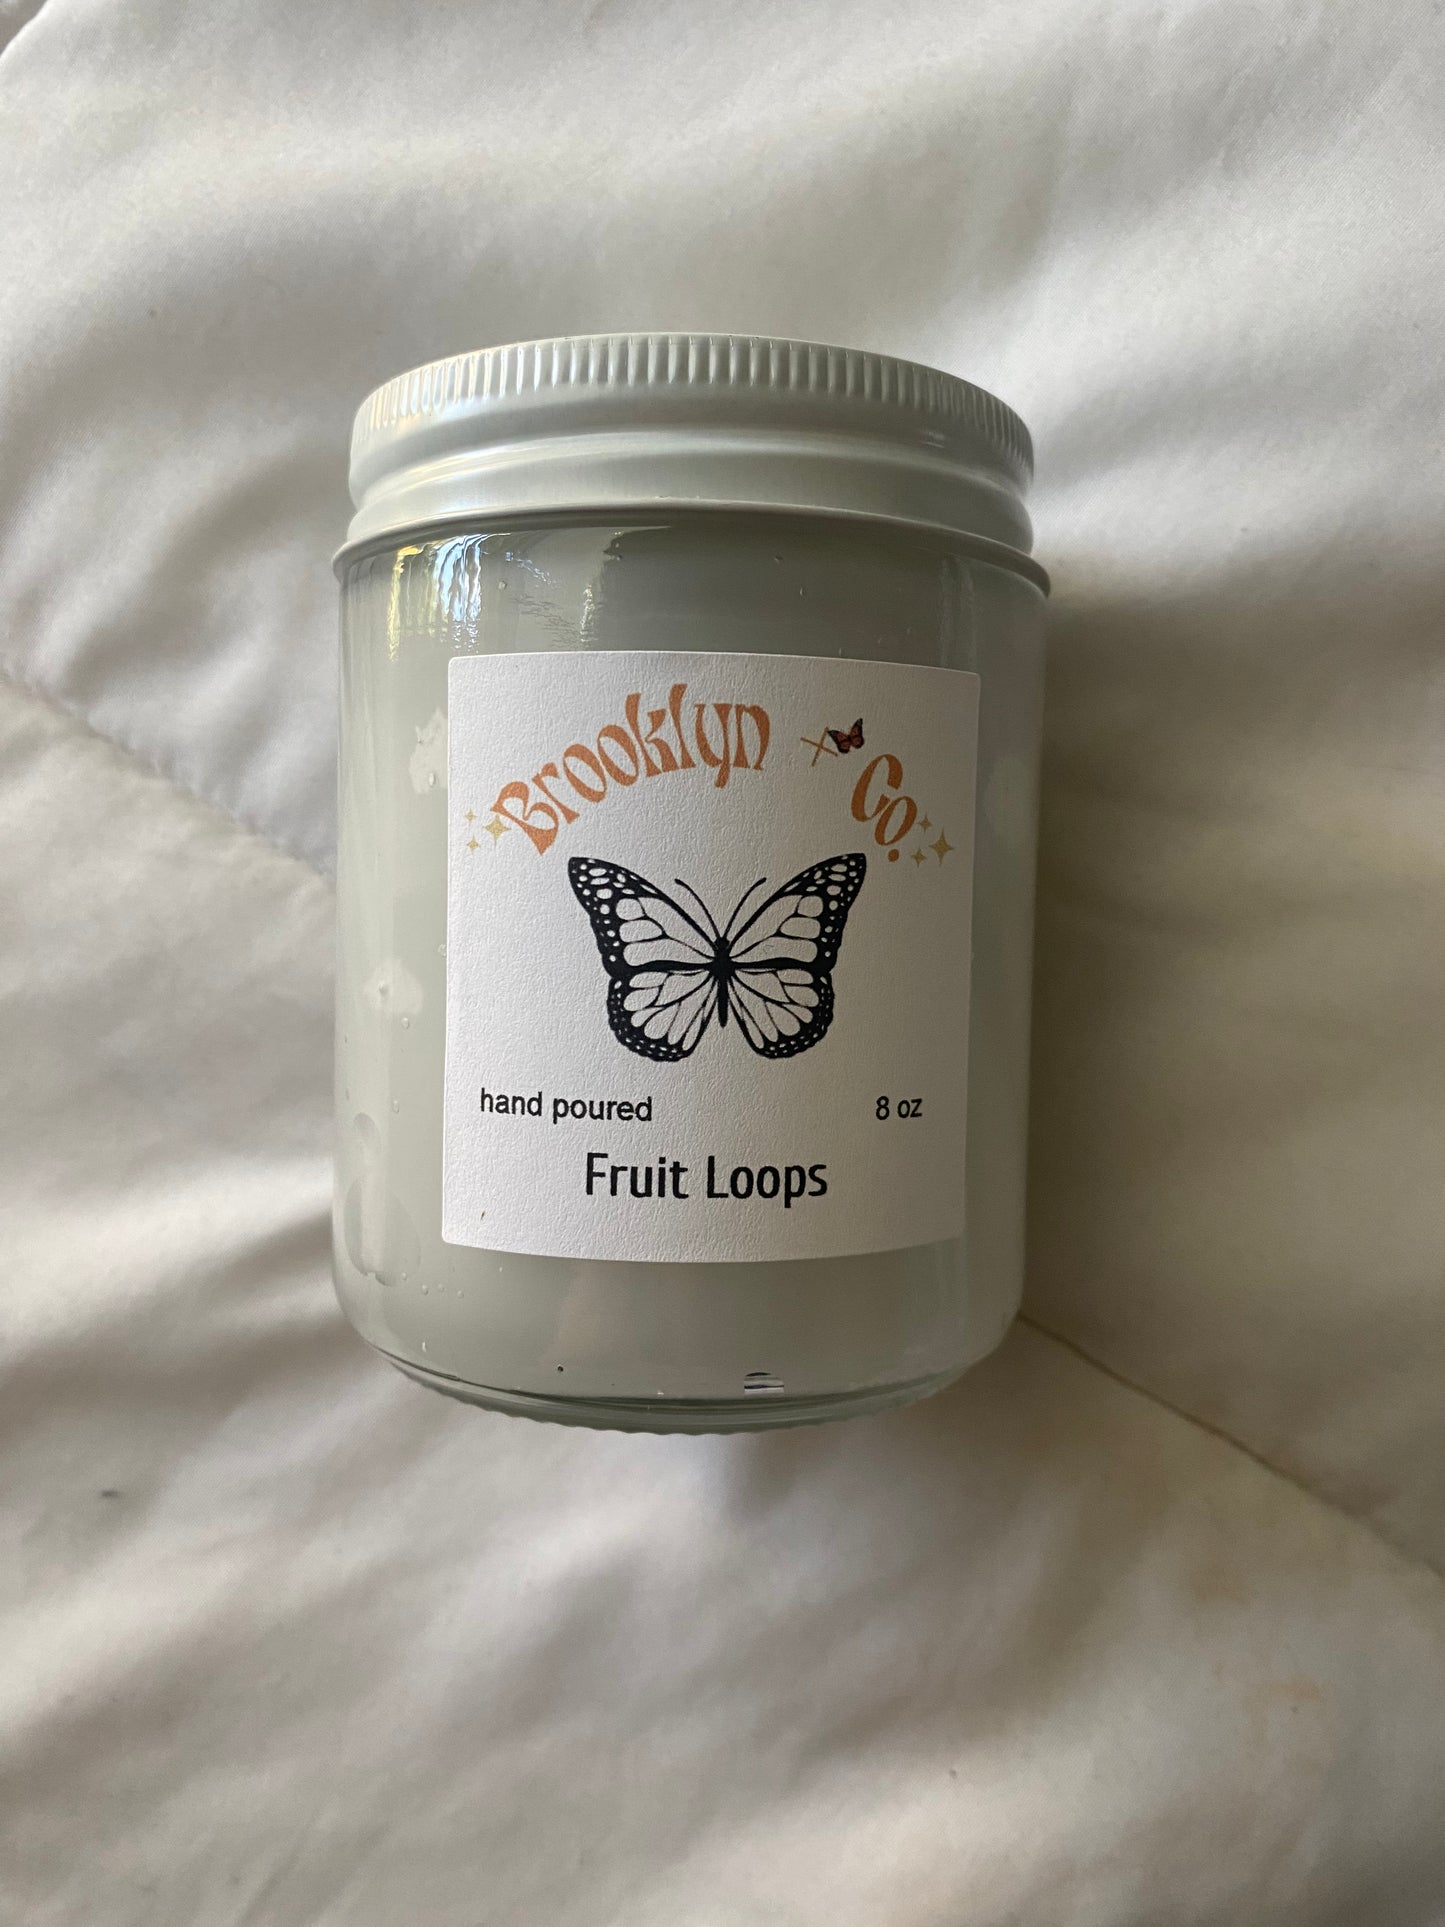 Brooklyn x Co.
hand poured 8 oz
Fruit Loops